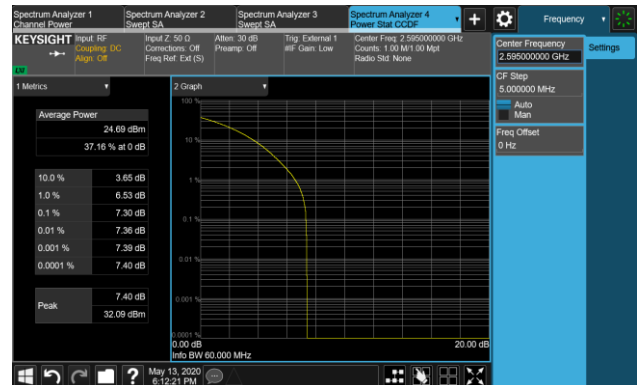 Spectrum Analyzer 1
Channel Power
Spectrum Analyzer 2
Swept SA
Spectrum Analyzer 3
Swept SA
Spectrum Analyzer 4
Power Stat CCDF
Frequency
KEYSIGHT
Input: RF
Coupling: DC
Align: Off
Input Z: 50 Ω
Corrections: Off
Freq Ref: Ext (S)
Atten: 30 dB
Preamp: Off
Trig: External 1
#IF Gain: Low
Center Freq: 2.595000000 GHz
Counts: 1.00 M/1.00 Mpt
Radio Std: None
Center Frequency
2.595000000 GHz
Settings
CF Step
5.000000 MHz
Auto
Man
Freq Offset
0 Hz
1 Metrics
2 Graph
Average Power
24.69 dBm
37.16 % at 0 dB
10.0 % 3.65 dB
1.0 % 6.53 dB
0.1 % 7.30 dB
0.01 % 7.36 dB
0.001 % 7.39 dB
0.0001 % 7.40 dB
Peak
7.40 dB
32.09 dBm
100 %
10 %
1 %
0.1 %
0.01 %
0.001 %
0.0001 %
0.00 dB
20.00 dB
Info BW 60.000 MHz
?
May 13, 2020
6:12:21 PM